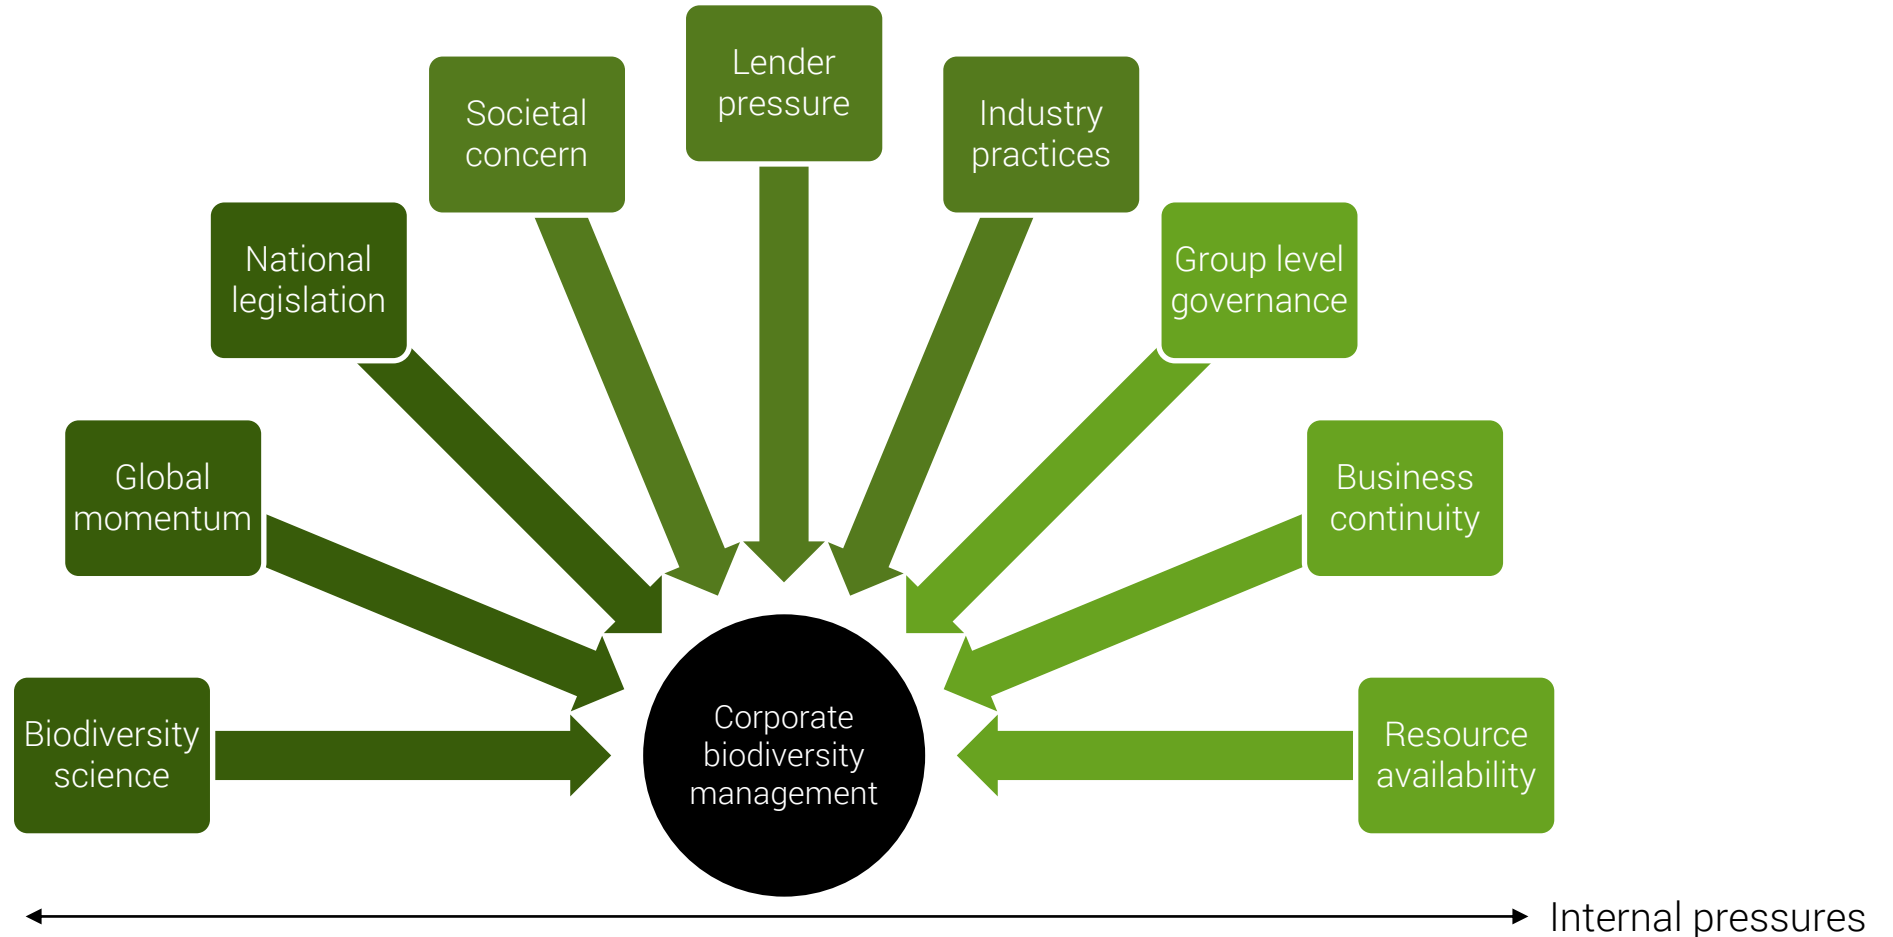 Lender
pressure
Societal
concern
Industry
practices
National
legislation
Group level
governance
Global
momentum
Business
continuity
Biodiversity
science
Corporate
biodiversity
management
Resource
availability
Internal pressures